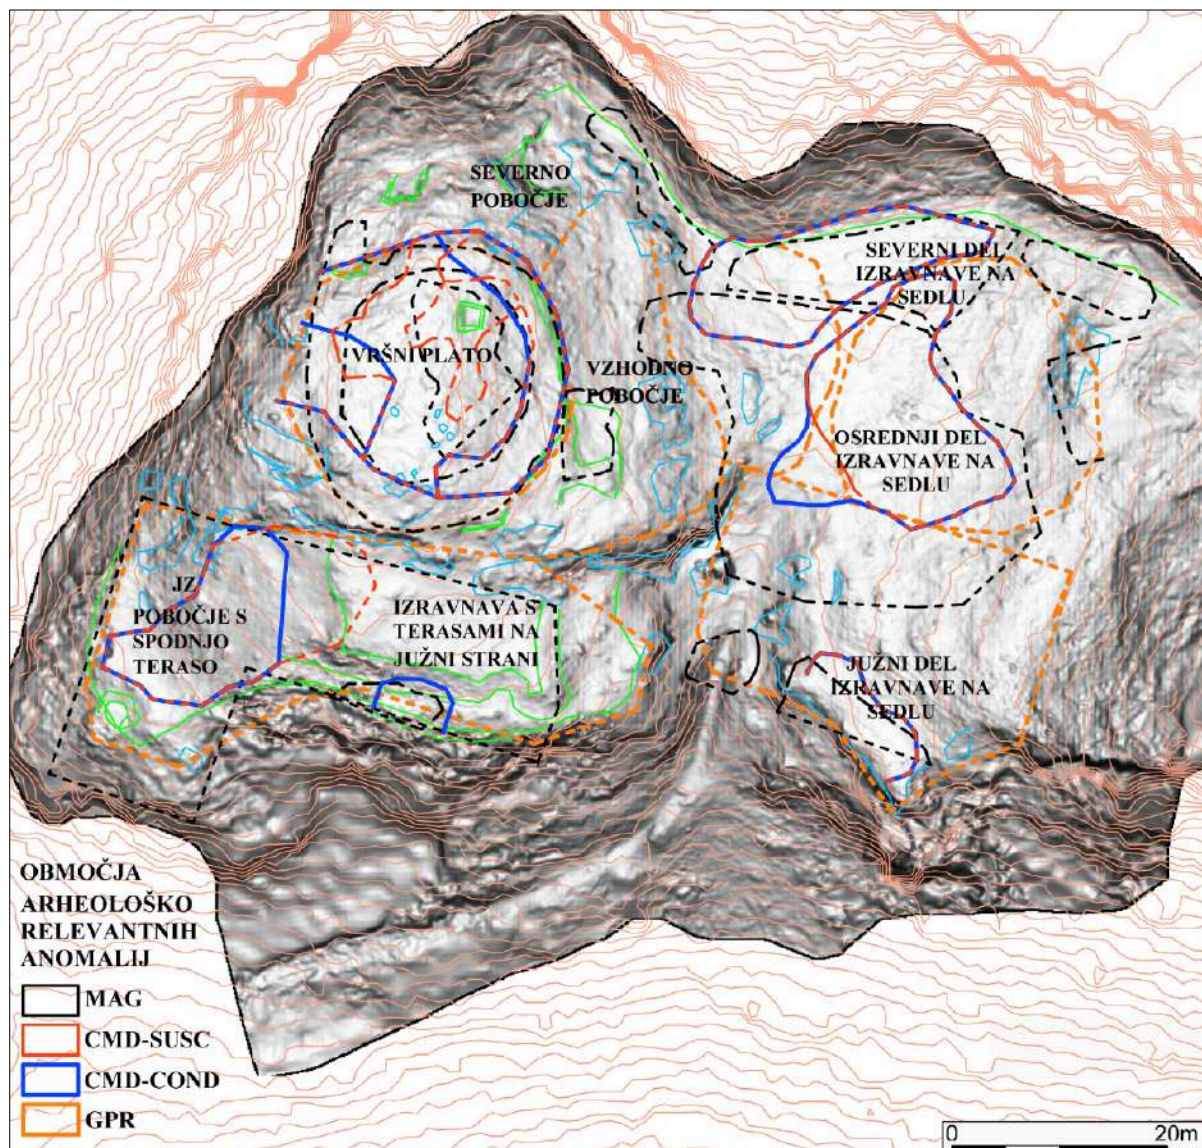 SEVERNO
POBOČJE
SEVERNI DEL
IZRAVNAVE NA
SEDLU
VRŠNI PLATO
VZHODNO
POBOČJE
OSREDNJI DEL
IZRAVNAVE NA
SEDLU
JZ
POBOČJE S
SPODNJO
TERASO
IZRAVNAVA S
TERASAMI NA
JUŽNI STRANI
JUŽNI DEL
IZRAVNAVE NA
SEDLU
OBMOČJA
ARHEOLOŠKO
RELEVANTNIH
ANOMALIJ
MAG
CMD-SUSC
CMD-COND
GPR
0 20m